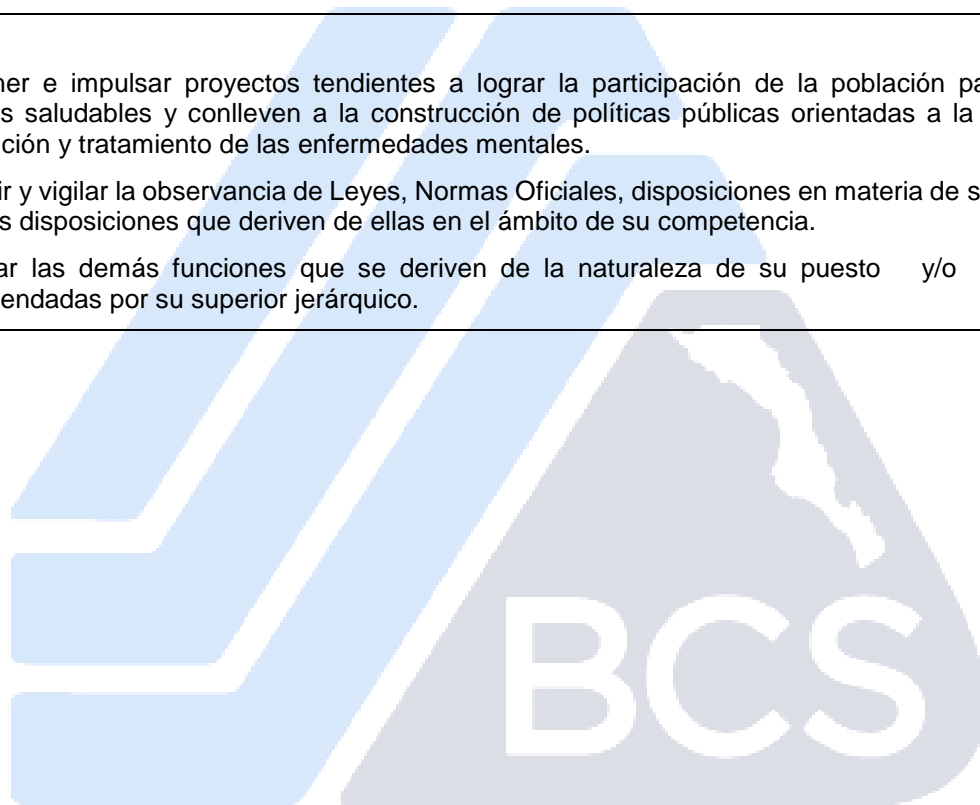 ner e impulsar proyectos tendientes a lograr la participación de la población pa
s saludables y conlleven a la construcción de políticas públicas orientadas a la
ción y tratamiento de las enfermedades mentales.
ir y vigilar la observancia de Leyes, Normas Oficiales, disposiciones en materia de s
s disposiciones que deriven de ellas en el ámbito de su competencia.
ar las demás funciones que se deriven de la naturaleza de su puesto y/o
endadas por su superior jerárquico.
BCS